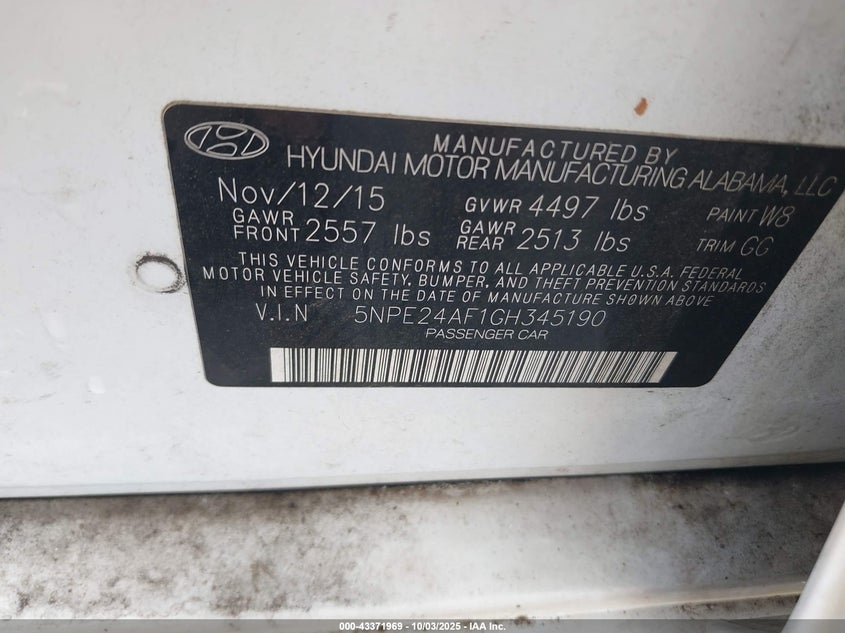 MANUFACTURED BY
HYUNDAI MOTOR MANUFACTURING ALABAMA, LLC
Nov/12/15 GVWR 4497 lbs PAINT W8
GAWR FRONT 2557 lbs GAWR REAR 2513 lbs TRIM GG
THIS VEHICLE CONFORMS TO ALL APPLICABLE U.S.A. FEDERAL
MOTOR VEHICLE SAFETY, BUMPER, AND THEFT PREVENTION STANDARDS
IN EFFECT ON THE DATE OF MANUFACTURE SHOWN ABOVE
V.I.N 5NPE24AF1GH345190
PASSENGER CAR
000-43371969 - 10/03/2025 - IAA Inc.